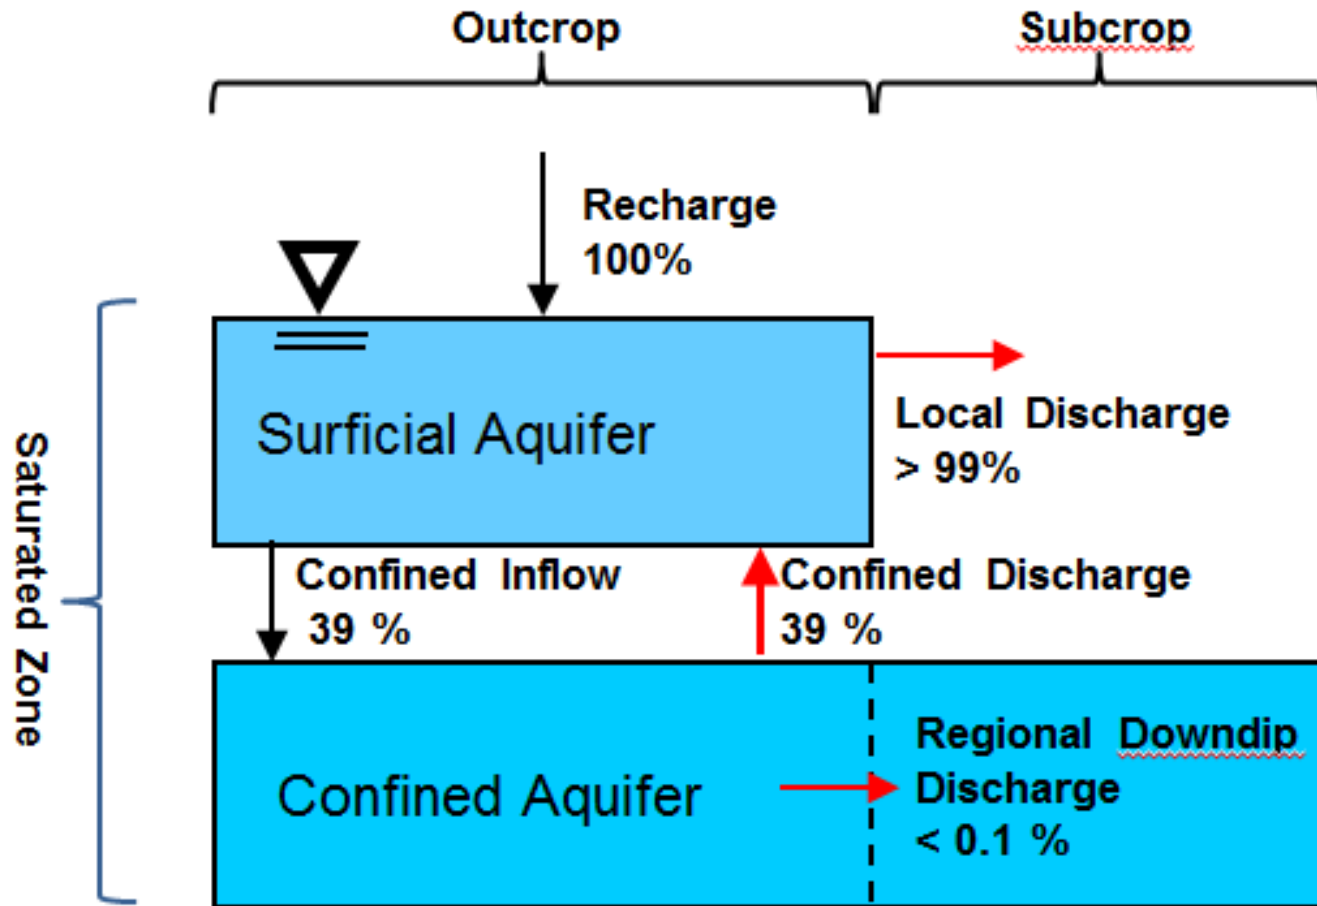 Outcrop
Subcrop
Recharge
100%
Surficial Aquifer
Local Discharge
> 99%
Saturated Zone
Confined Inflow
39 %
Confined Discharge
39 %
Confined Aquifer
Regional Downdip
Discharge
< 0.1 %